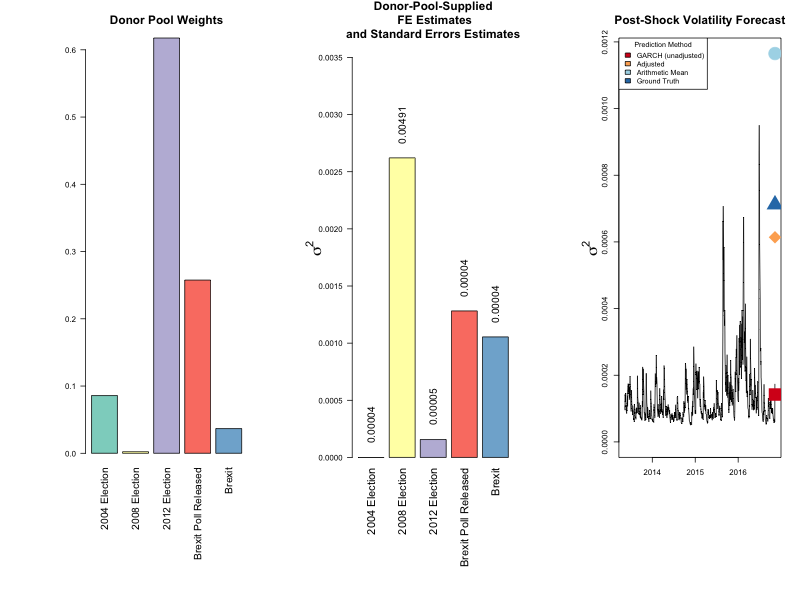 Donor Pool Weights
0.6
0.5
0.4
0.3
0.2
0.1
0.0
2004 Election
2008 Election
2012 Election
Brexit Poll Released
Brexit
Donor-Pool-Supplied
FE Estimates
and Standard Errors Estimates
σ2
0.0035
0.0030
0.0025
0.0020
0.0015
0.0010
0.0005
0.0000
0.00004
0.00491
0.00005
0.00004
0.00004
2004 Election
2008 Election
2012 Election
Brexit Poll Released
Brexit
Post-Shock Volatility Forecast
σ2
0.0012
0.0010
0.0008
0.0006
0.0004
0.0002
0.0000
Prediction Method
GARCH (unadjusted)
Adjusted
Arithmetic Mean
Ground Truth
2014
2015
2016